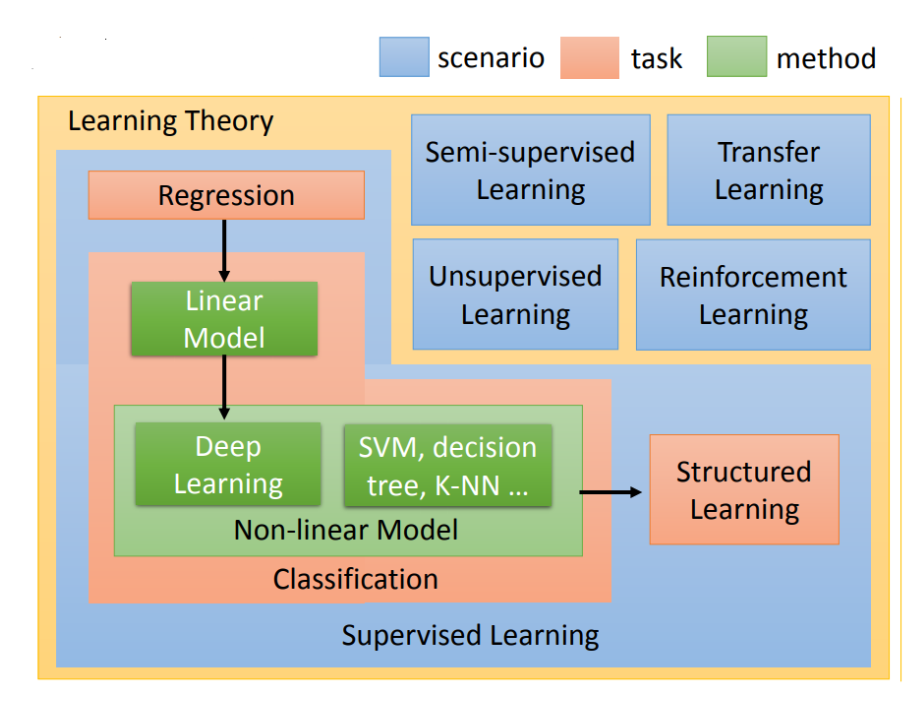 scenario
task
method
Learning Theory
Semi-supervised
Learning
Transfer
Learning
Regression
Unsupervised
Learning
Reinforcement
Learning
Linear
Model
Deep
Learning
SVM, decision
tree, K-NN ...
Structured
Learning
Non-linear Model
Classification
Supervised Learning